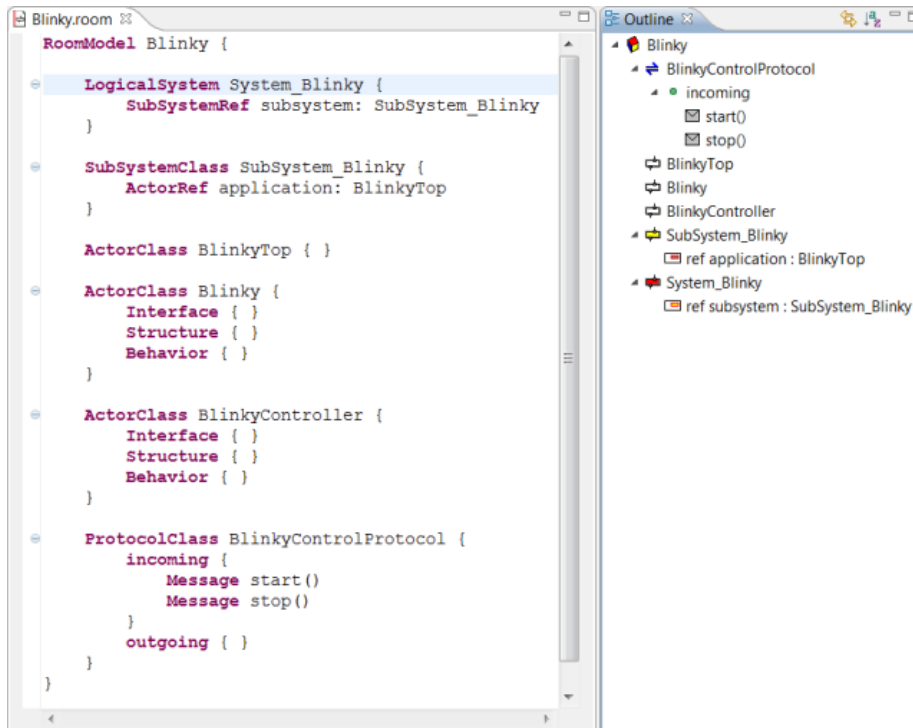 Blinky.room
RoomModel Blinky {
LogicalSystem System_Blinky {
SubSystemRef subsystem: SubSystem_Blinky
}
SubSystemClass SubSystem_Blinky {
ActorRef application: BlinkyTop
}
ActorClass BlinkyTop { }
ActorClass Blinky {
Interface { }
Structure { }
Behavior { }
}
ActorClass BlinkyController {
Interface { }
Structure { }
Behavior { }
}
ProtocolClass BlinkyControlProtocol {
incoming {
Message start()
Message stop()
}
outgoing { }
}
}
Outline
Blinky
BlinkyControlProtocol
incoming
start()
stop()
BlinkyTop
Blinky
BlinkyController
SubSystem_Blinky
ref application : BlinkyTop
System_Blinky
ref subsystem : SubSystem_Blinky